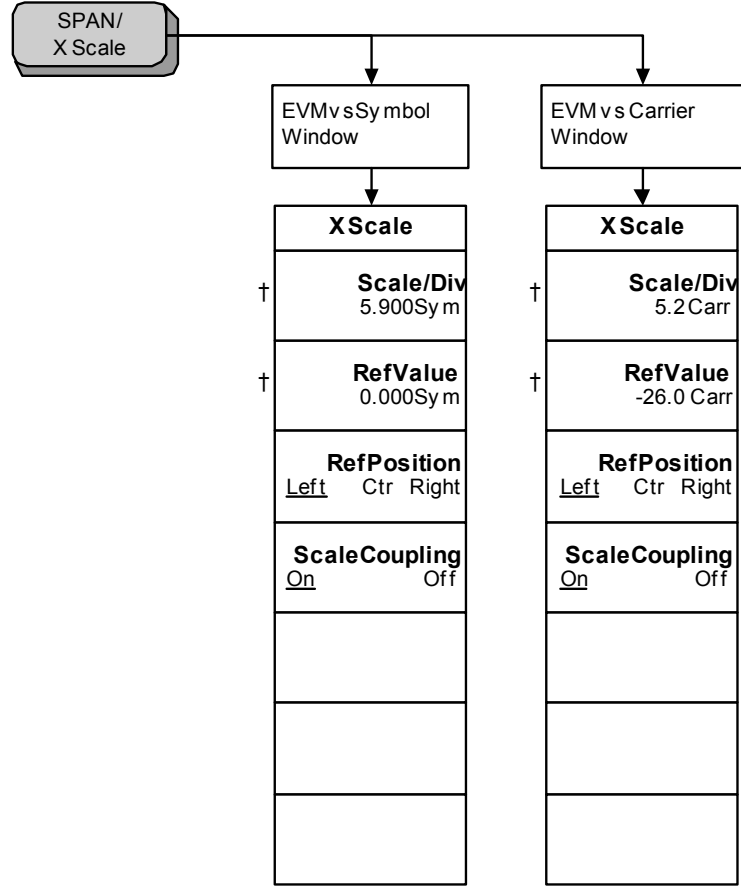 SPAN/
X Scale
EVM vs Symbol
Window
X Scale
† Scale/Div
5.900 Sym
† Ref Value
0.000 Sym
Ref Position
Left Ctr Right
Scale Coupling
On Off
EVM vs Carrier
Window
X Scale
† Scale/Div
5.2 Carr
† Ref Value
-26.0 Carr
Ref Position
Left Ctr Right
Scale Coupling
On Off